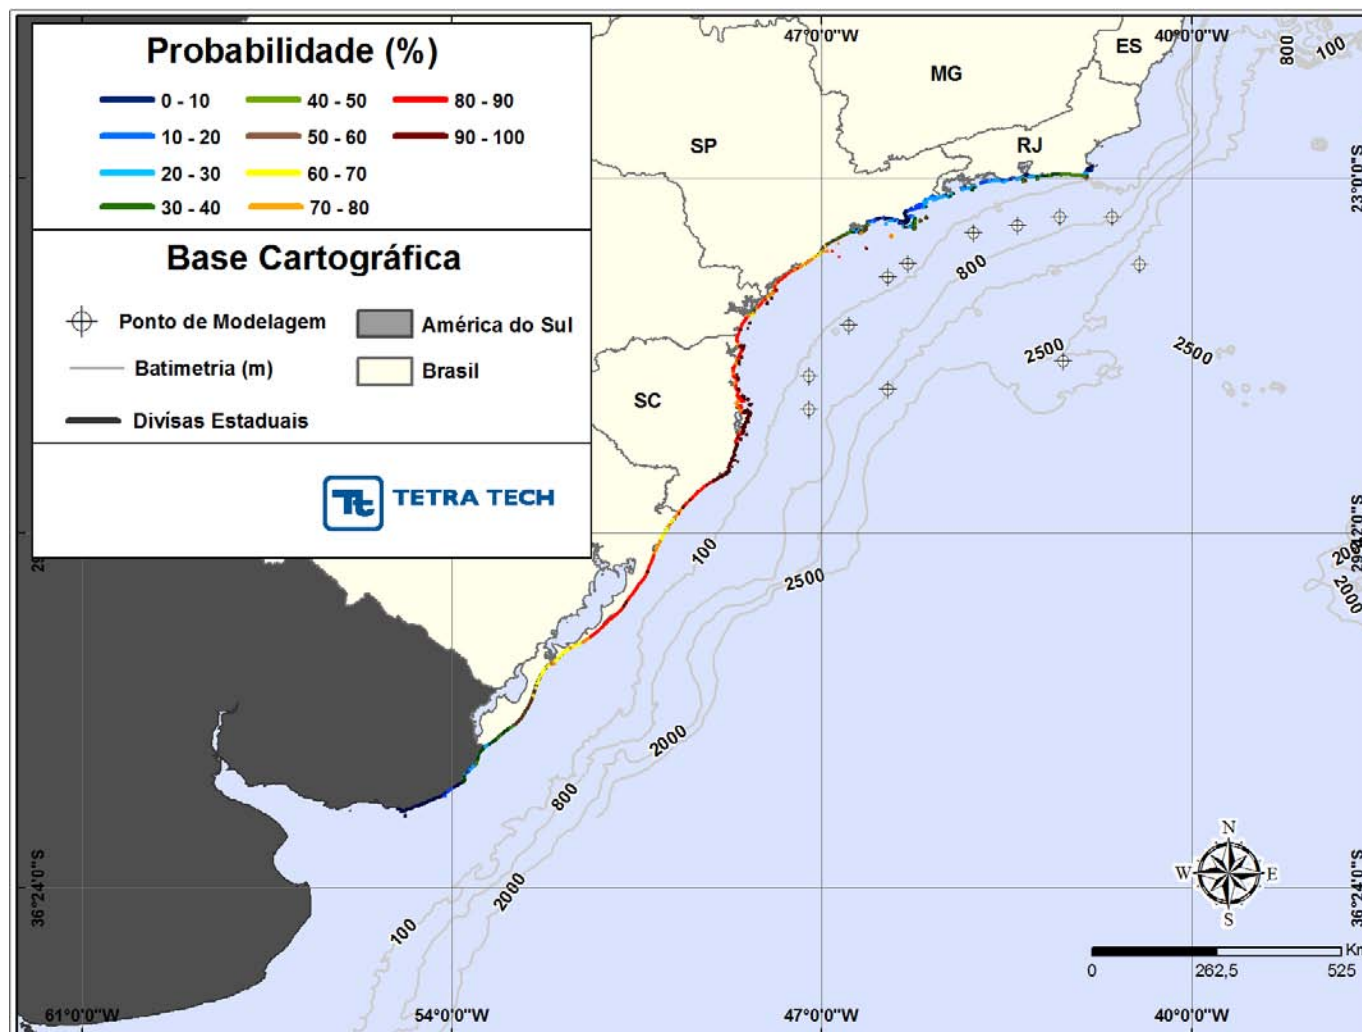 Probabilidade (%)
0 - 10
40 - 50
80 - 90
10 - 20
50 - 60
90 - 100
20 - 30
60 - 70
30 - 40
70 - 80
Base Cartográfica
Ponto de Modelagem
América do Sul
Batimetria (m)
Brasil
Divísas Estaduais
Tt TETRA TECH
47°0'0"W
40°0'0"W
ES
MG
SP
RJ
SC
800
100
23°0'0"S
800
2500
2500
100
2500
2000
2000
800
2000
100
36°24'0"S
36°24'0"S
N
W
E
S
Km
0
262,5
525
61°0'0"W
54°0'0"W
47°0'0"W
40°0'0"W